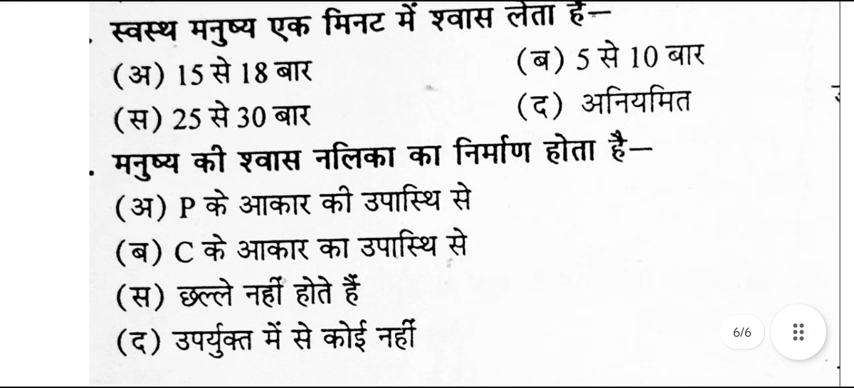 स्वस्थ मनुष्य एक मिनट में श्वास लेता है—
(अ) 15 से 18 बार (ब) 5 से 10 बार
(स) 25 से 30 बार (द) अनियमित
मनुष्य की श्वास नलिका का निर्माण होता है—
(अ) P के आकार की उपास्थि से
(ब) C के आकार का उपास्थि से
(स) छल्ले नहीं होते हैं
(द) उपर्युक्त में से कोई नहीं
6/6